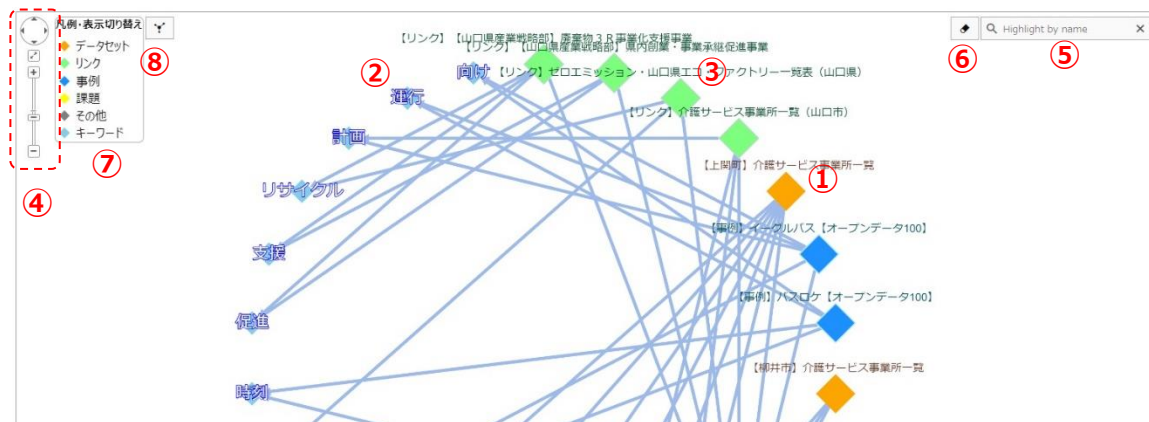 凡例・表示切り替え
データセット
リンク
事例
課題
その他
キーワード
④
⑦
⑧
⑥
Highlight by name
⑤
【リンク】【山口県産業戦略部】廃棄物３Ｒ事業化支援事業
【リンク】【山口県産業戦略部】県内創業・事業承継促進事業
②
向け
【リンク】ゼロエミッション・山口県エコ・ファクトリー一覧表（山口県）
③
運行
【リンク】介護サービス事業所一覧（山口市）
計画
【上関町】介護サービス事業所一覧
①
リサイクル
【事例】イーグルバス【オープンデータ100】
支援
【事例】バスロケ【オープンデータ100】
促進
【柳井市】介護サービス事業所一覧
時刻